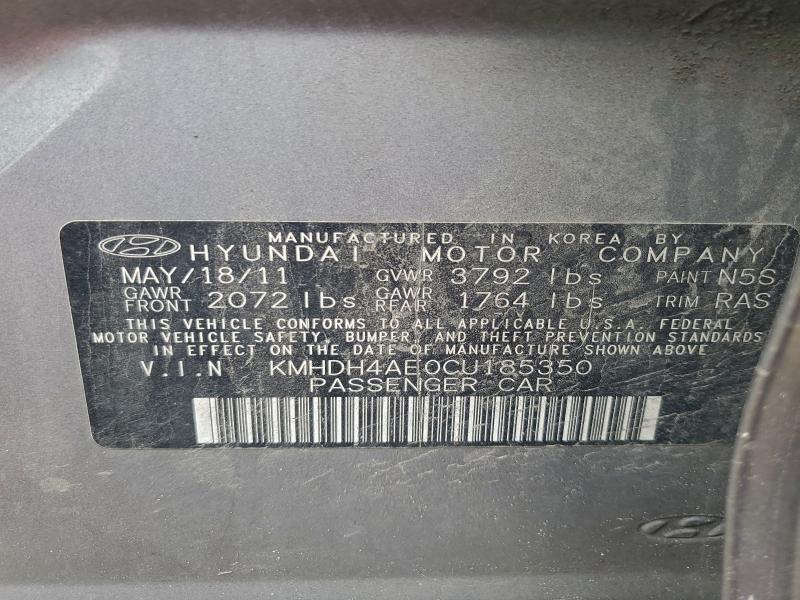 MANUFACTURED IN KOREA BY
HYUNDAI MOTOR COMPANY
MAY/18/11 GVWR 3792 lbs PAINT N5S
GAWR FRONT 2072 lbs GAWR REAR 1764 lbs TRIM RAS
THIS VEHICLE CONFORMS TO ALL APPLICABLE U.S.A. FEDERAL
MOTOR VEHICLE SAFETY, BUMPER, AND THEFT PREVENTION STANDARDS
IN EFFECT ON THE DATE OF MANUFACTURE SHOWN ABOVE.
V.I.N KMHDH4AE0CU185350
PASSENGER CAR